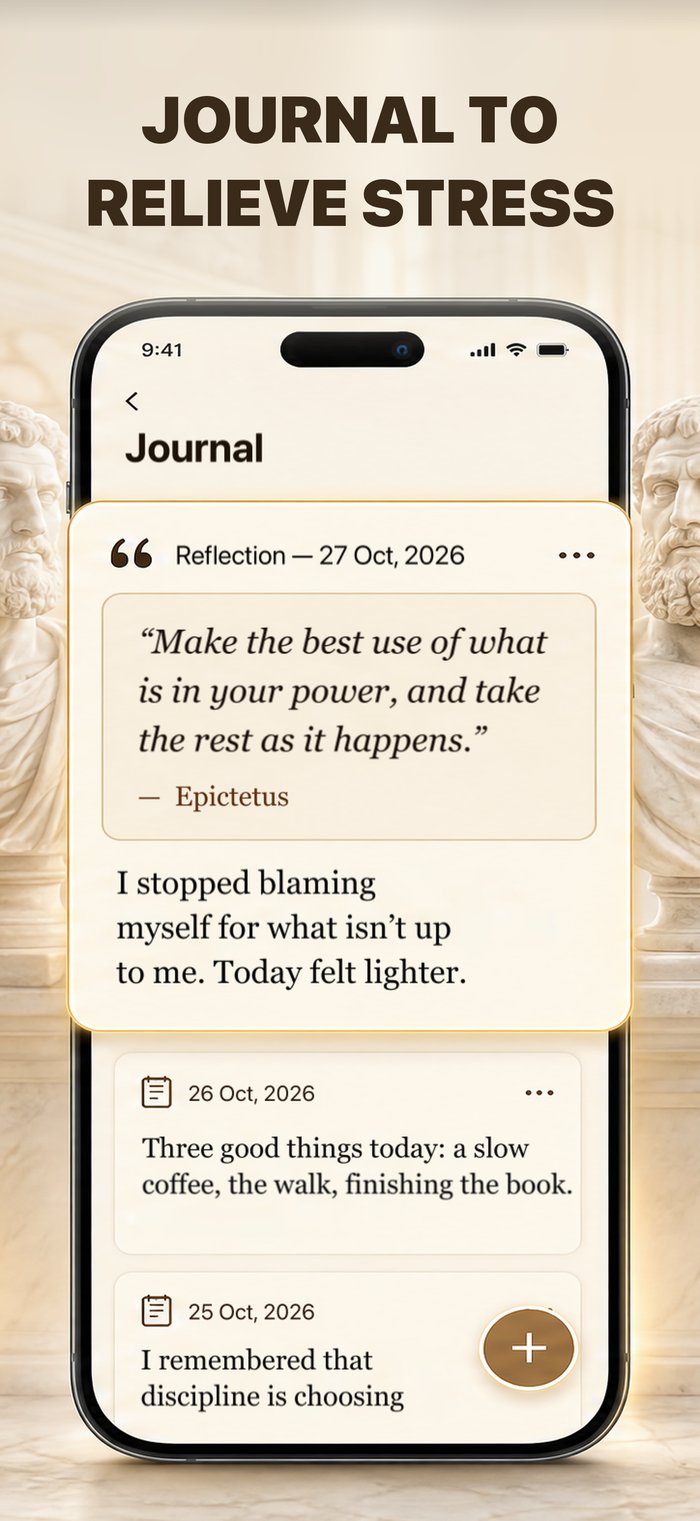 JOURNAL TO
RELIEVE STRESS
9:41
Journal
Reflection — 27 Oct, 2026
“Make the best use of what
is in your power, and take
the rest as it happens.”
— Epictetus
I stopped blaming
myself for what isn’t up
to me. Today felt lighter.
26 Oct, 2026
Three good things today: a slow
coffee, the walk, finishing the book.
25 Oct, 2026
I remembered that
discipline is choosing